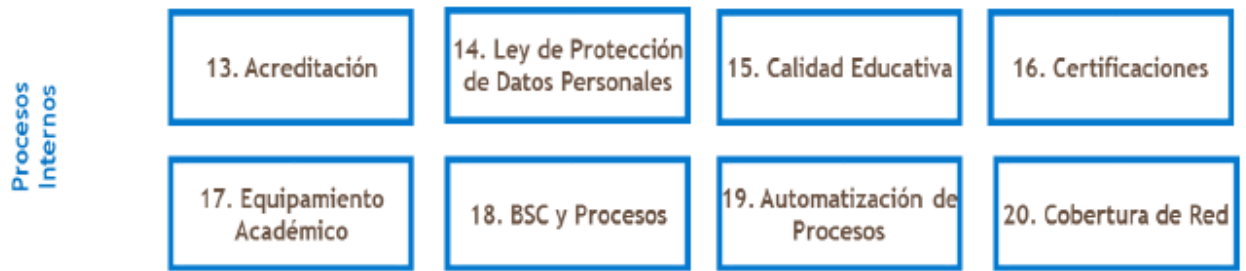 Procesos
Internos
13. Acreditación
14. Ley de Protección
de Datos Personales
15. Calidad Educativa
16. Certificaciones
17. Equipamiento
Académico
18. BSC y Procesos
19. Automatización de
Procesos
20. Cobertura de Red